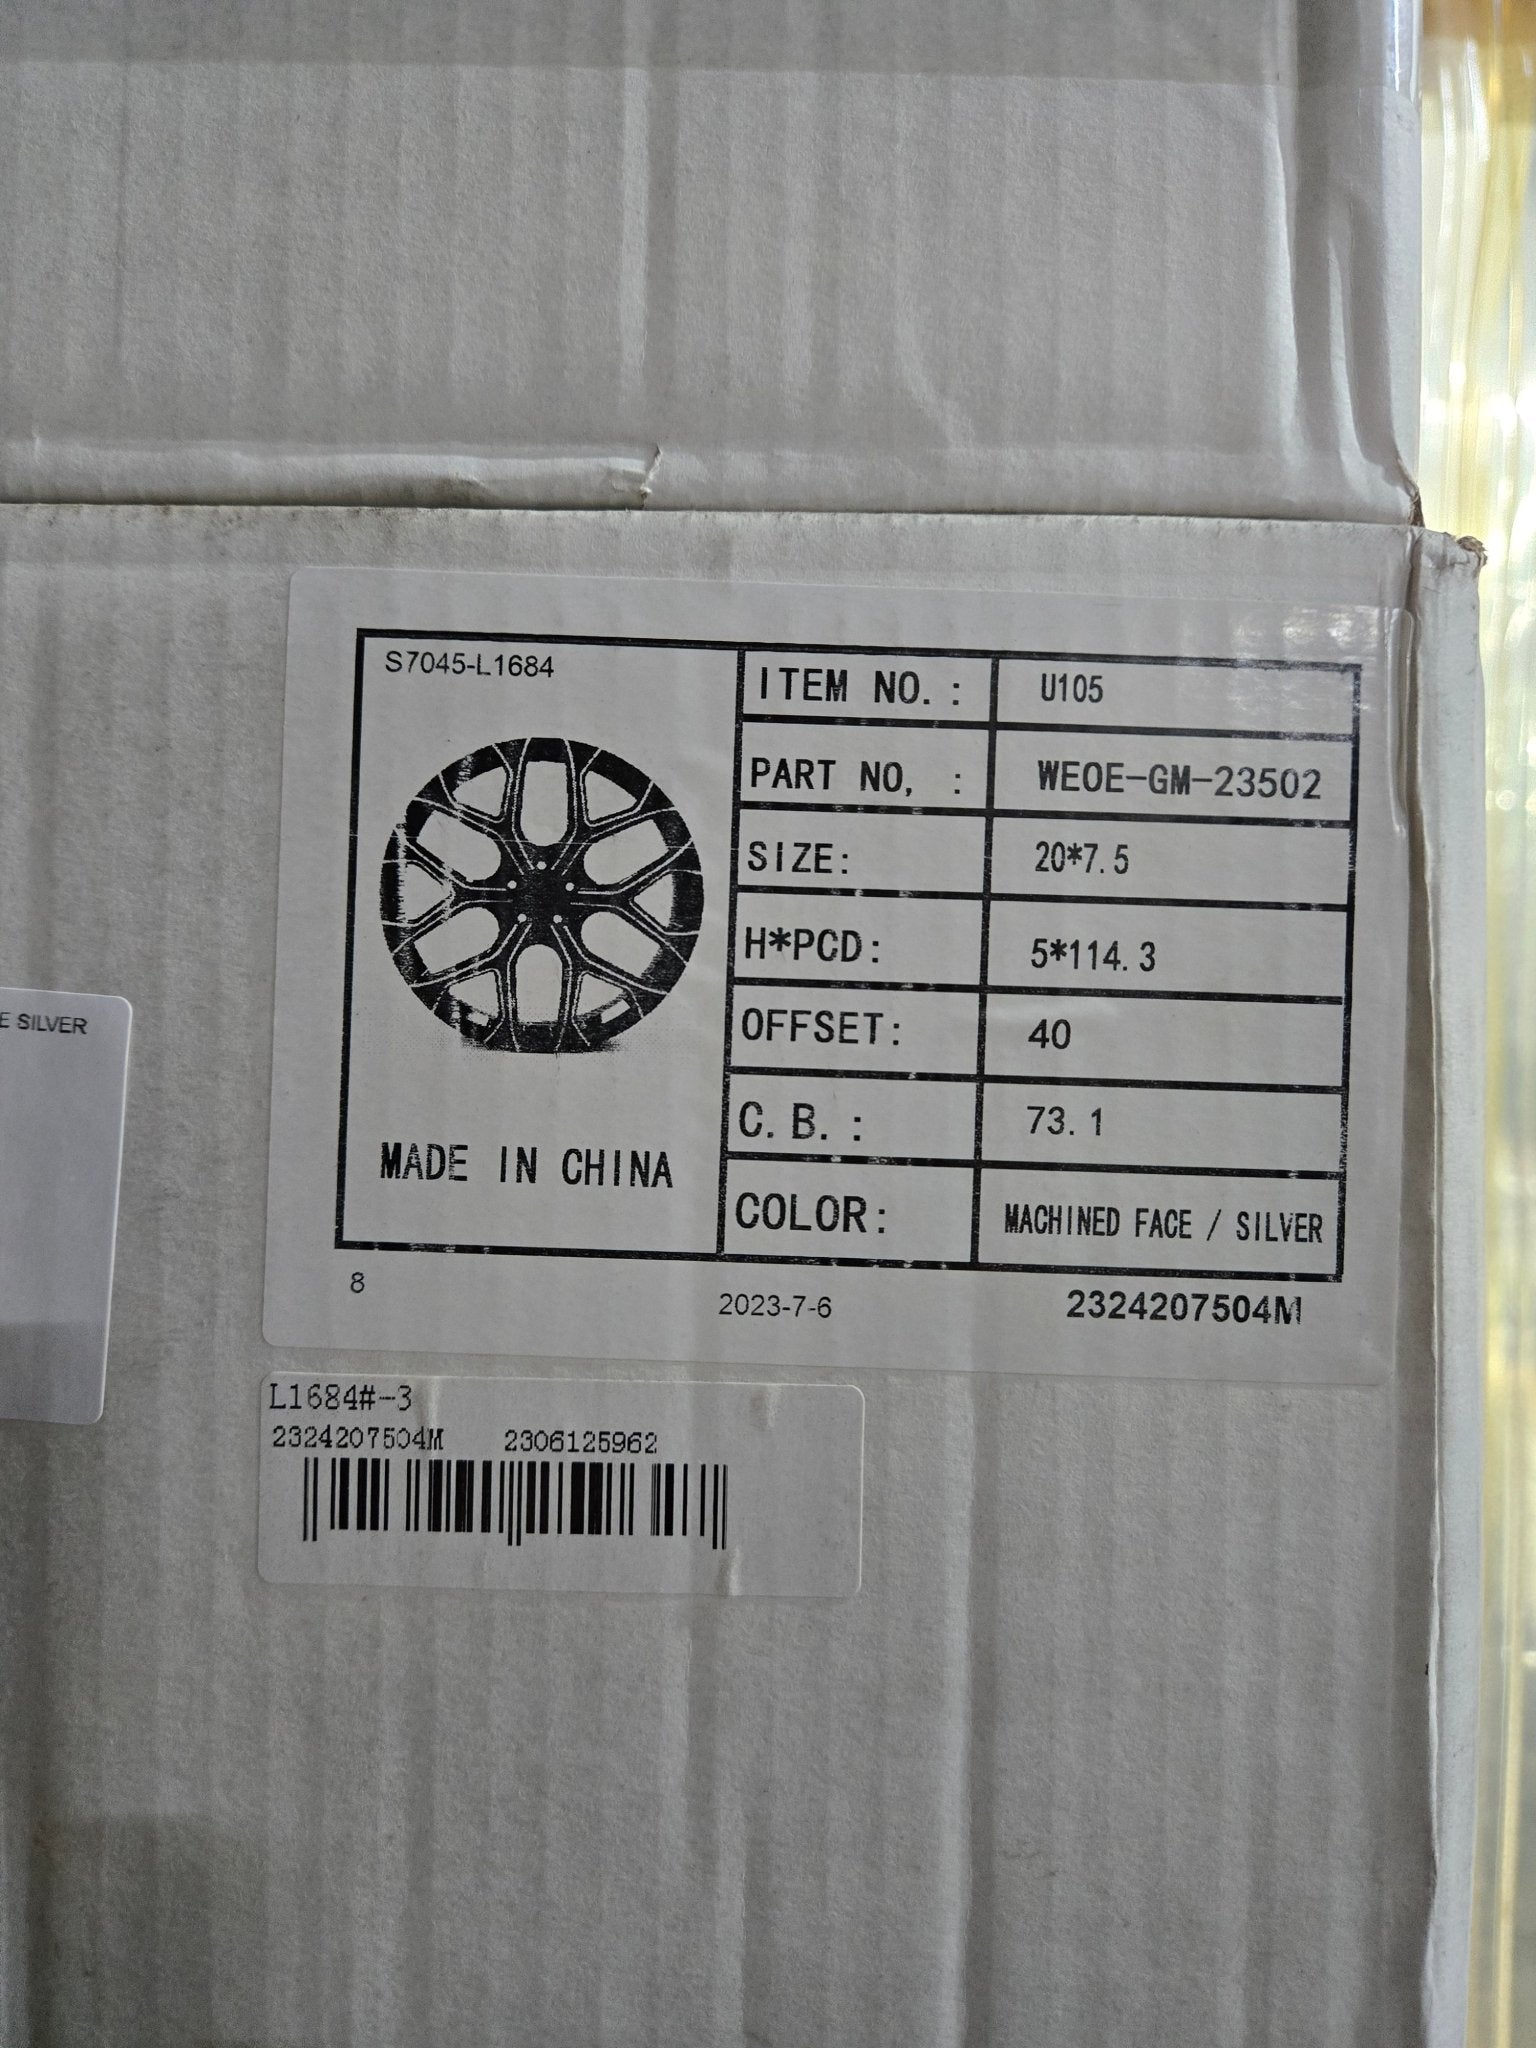 S7045-L1684
ITEM NO.: U105
PART NO, : WEOE-GM-23502
SIZE: 20*7.5
H*PCD: 5*114.3
OFFSET: 40
C.B.: 73.1
COLOR: MACHINED FACE / SILVER
MADE IN CHINA
8 2023-7-6 2324207504M
E SILVER
L1684#-3
2324207504M 2306125962